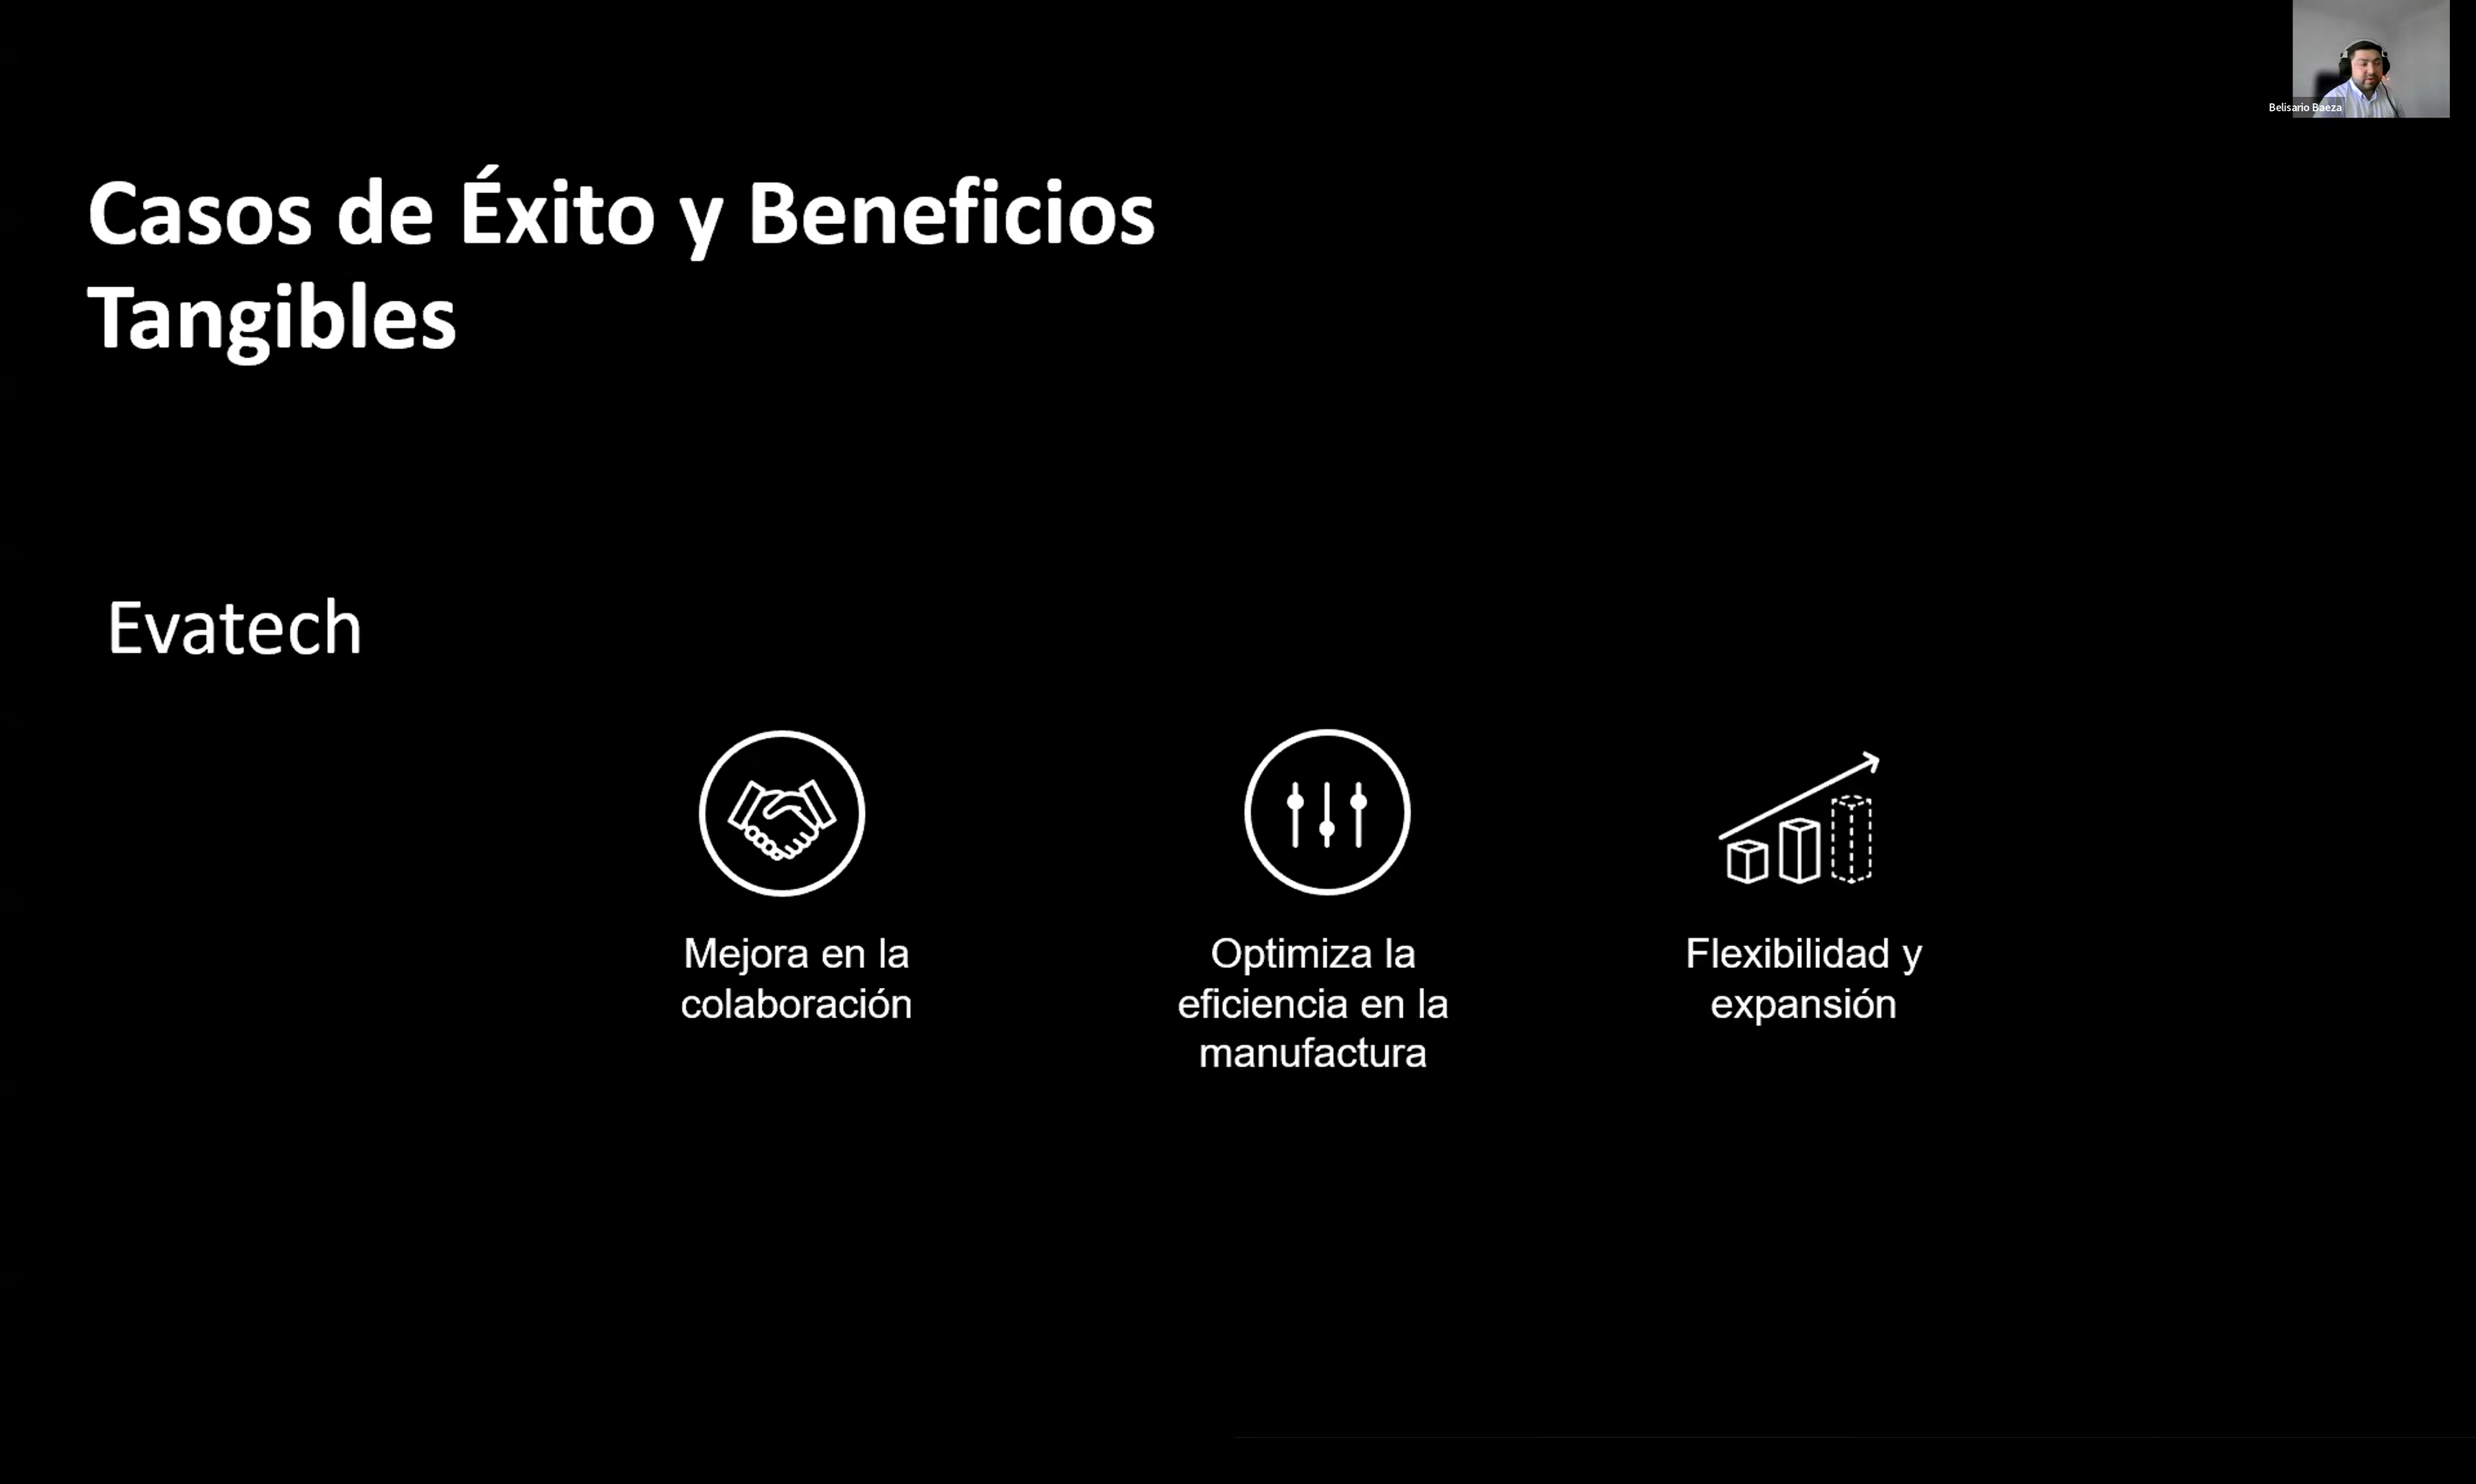 Belisario Baeza
Casos de Éxito y Beneficios
Tangibles
Evatech
Mejora en la
colaboración
Optimiza la
eficiencia en la
manufactura
Flexibilidad y
expansión